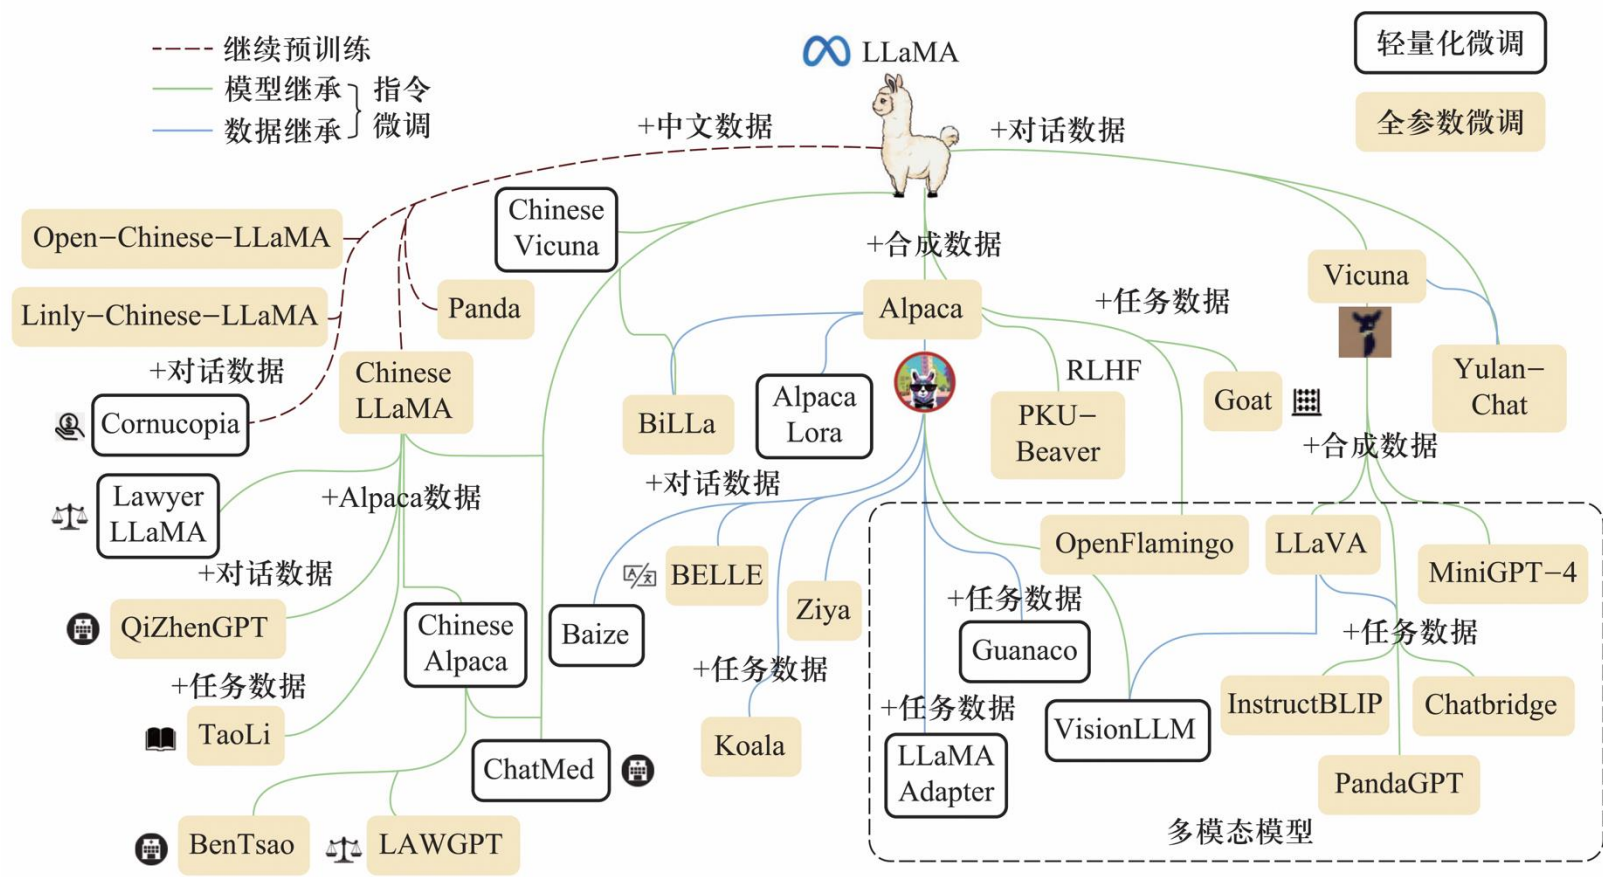 LLaMA
轻量化微调
全参数微调
继续预训练
模型继承
数据继承
指令
微调
+中文数据
+对话数据
Chinese
Vicuna
Open-Chinese-LLaMA
+合成数据
Vicuna
Linly-Chinese-LLaMA
Panda
Alpaca
+任务数据
+对话数据
Chinese
LLaMA
Cornucopia
BiLLa
Alpaca
Lora
RLHF
PKU-
Beaver
Goat
Yulan-
Chat
+合成数据
Lawyer
LLaMA
+Alpaca数据
+对话数据
+对话数据
QiZhenGPT
Chinese
Alpaca
Baize
BELLE
A/文
Ziya
OpenFlamingo
LLaVA
MiniGPT-4
+任务数据
Guanaco
+任务数据
+任务数据
TaoLi
+任务数据
Koala
ChatMed
+任务数据
LLaMA
Adapter
VisionLLM
InstructBLIP
Chatbridge
PandaGPT
多模态模型
BenTsao
LAWGPT